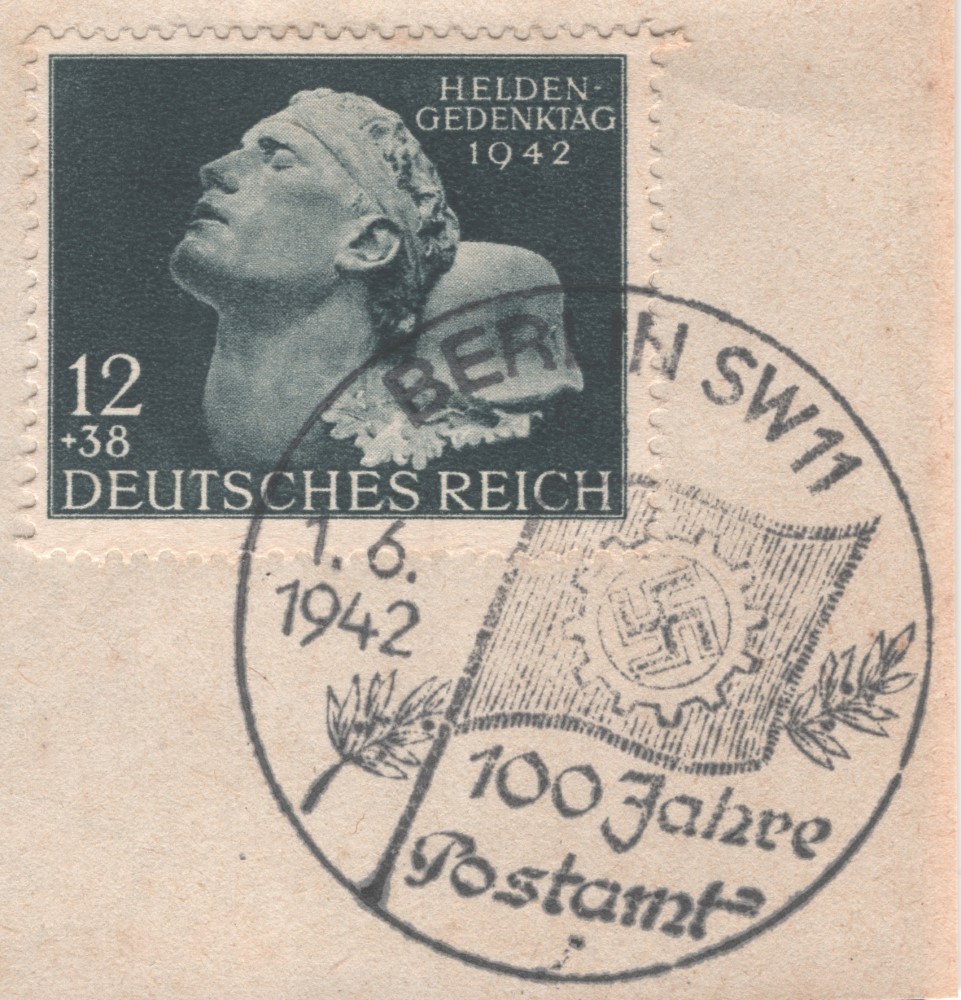 HELDEN-
GEDENKTAG
1942
12
+38
DEUTSCHES REICH
BERLIN SW11
1. 6.
1942
100 Jahre
Postamt